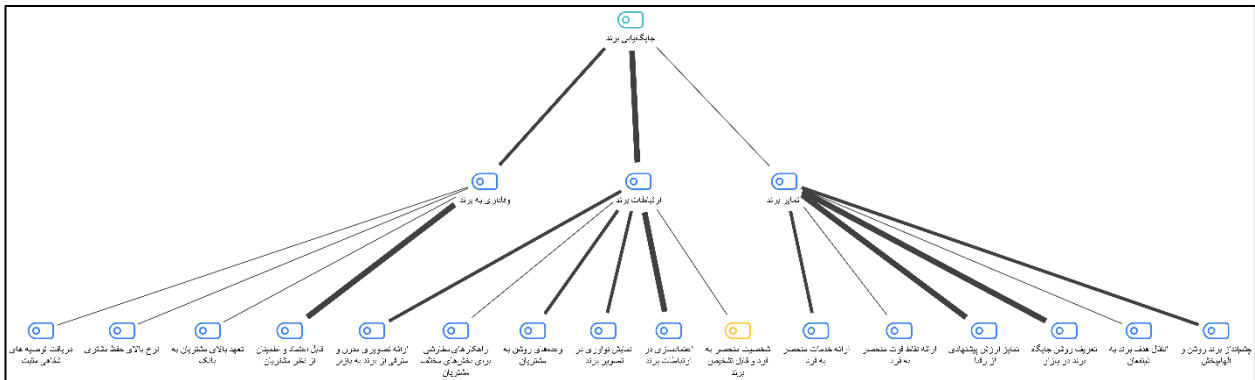 جایگاه‌یابی برند
تمایز برند
ارتباطات برند
وفاداری به برند
چشم‌انداز برند روشن و
الهام‌بخش
انتقال هدف برند به
ذینفعان
تعریف روشن جایگاه
برند در بازار
تمایز ارزش پیشنهادی
از رقبا
ارائه نقاط قوت منحصر
به فرد
ارائه خدمات منحصر
به فرد
شخصیت منحصر به
فرد و قابل تشخیص
برند
اعتمادسازی در
ارتباطات برند
نمایش نوآوری در
تصویر برند
وعده‌های روشن به
مشتریان
راهکارهای سفارشی
برای بخش‌های مختلف
مشتریان
ارائه تصویری مدرن و
مترقی از برند به بازار
قابل اعتماد و اطمینان
از نظر مشتریان
تعهد بالای مشتریان به
بانک
نرخ بالای حفظ مشتری
دریافت توصیه های
شفاهی مثبت